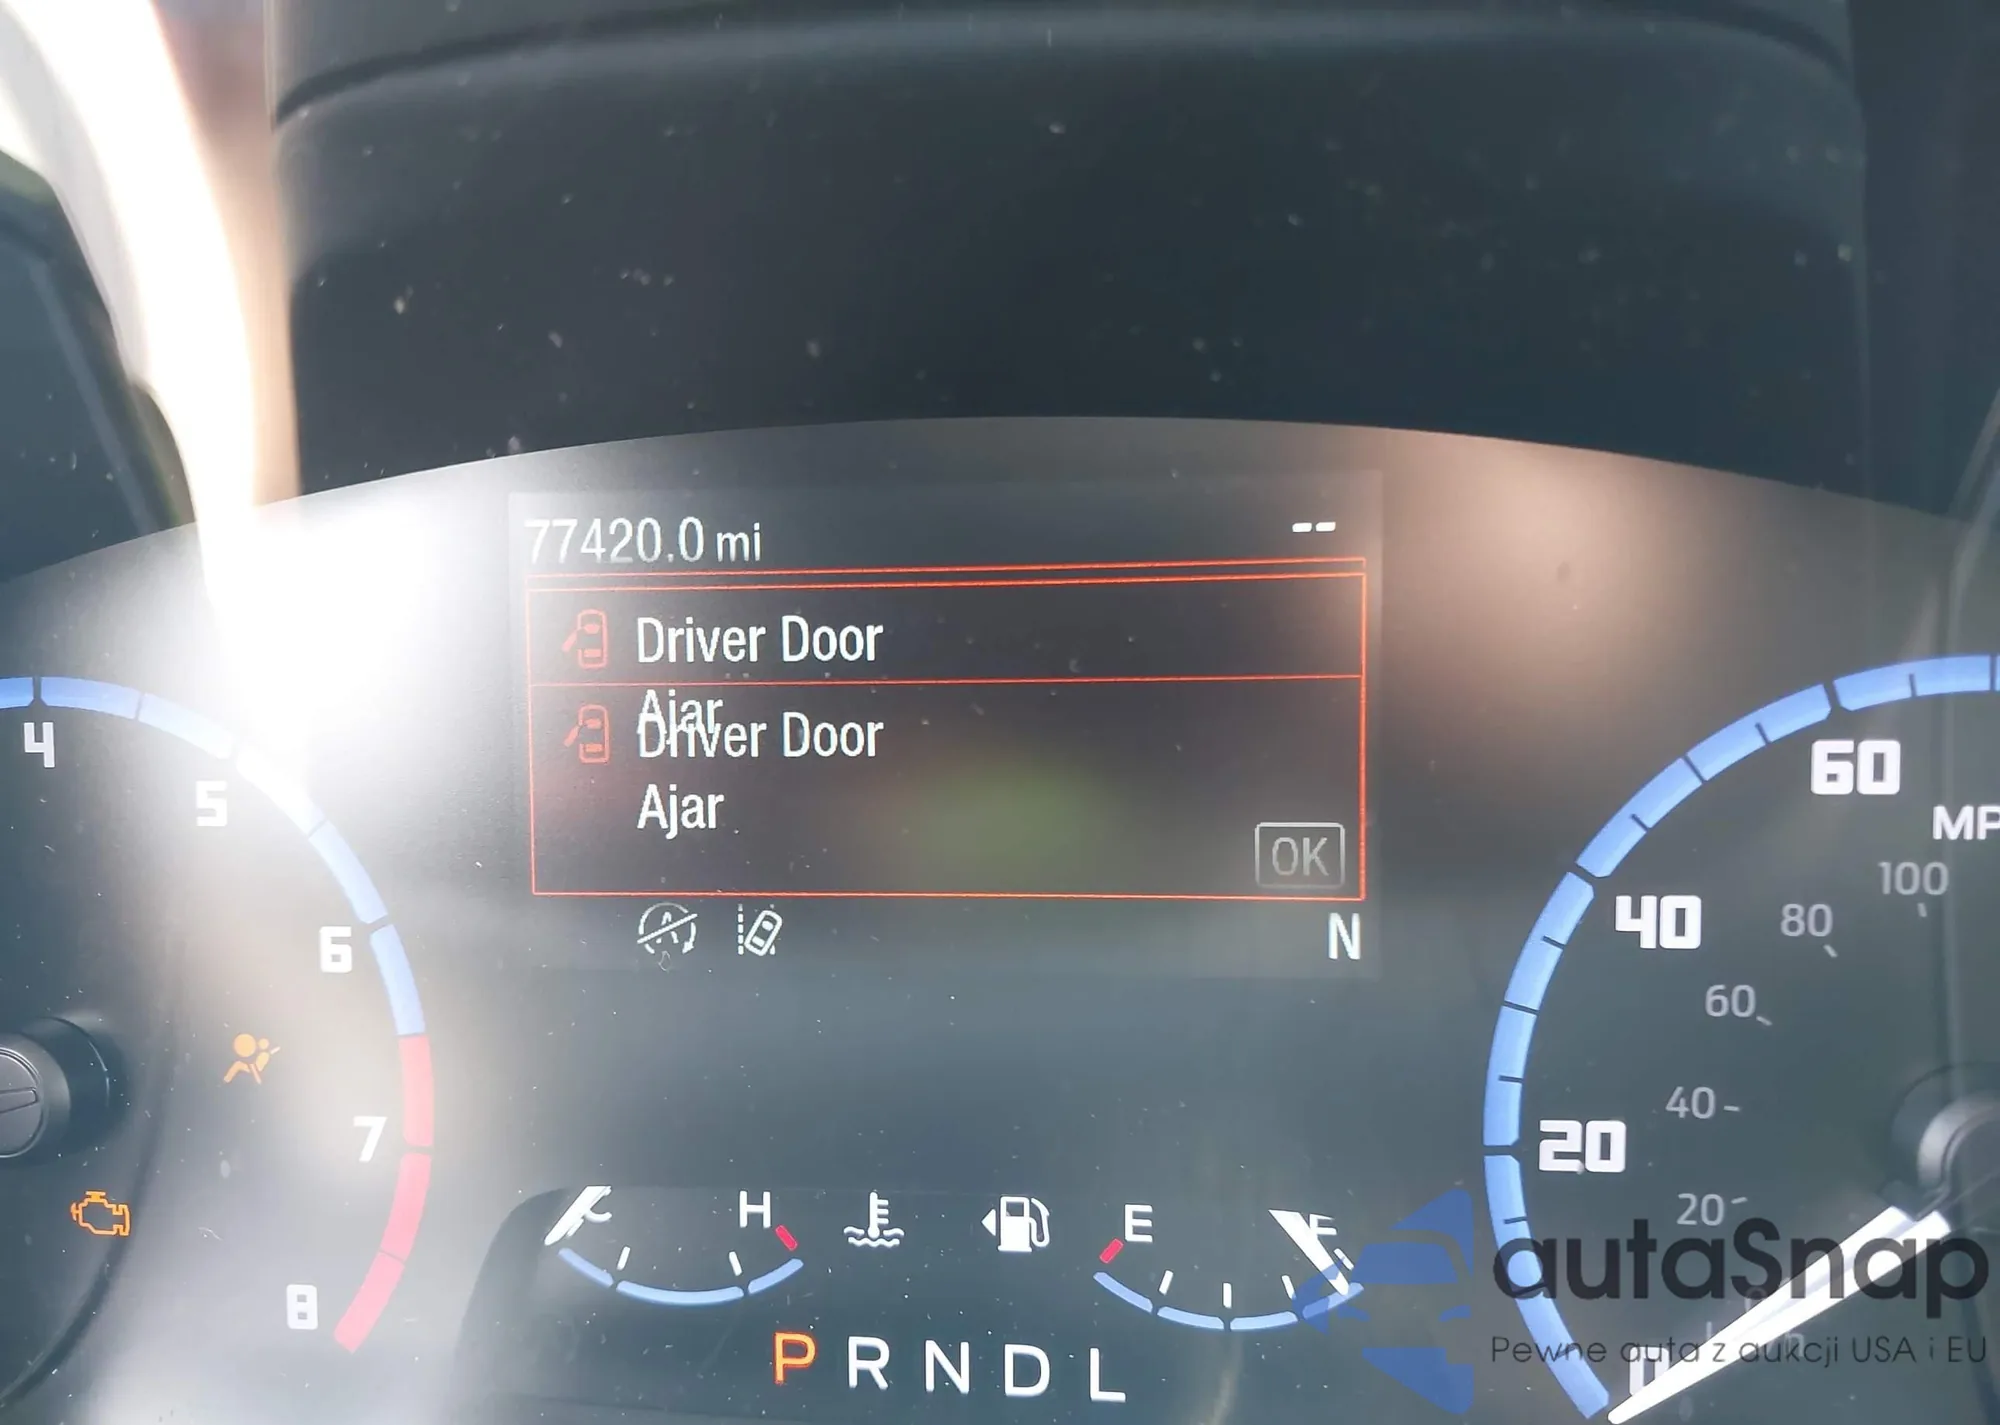 77420.0 mi --
Driver Door
Ajar
Driver Door
Ajar
OK
N
4
5
6
7
8
60
MP
100
40
80
60
40
20
20
0
C
H
E
F
P R N D L
autaSnap
Pewne auta z aukcji USA i EU